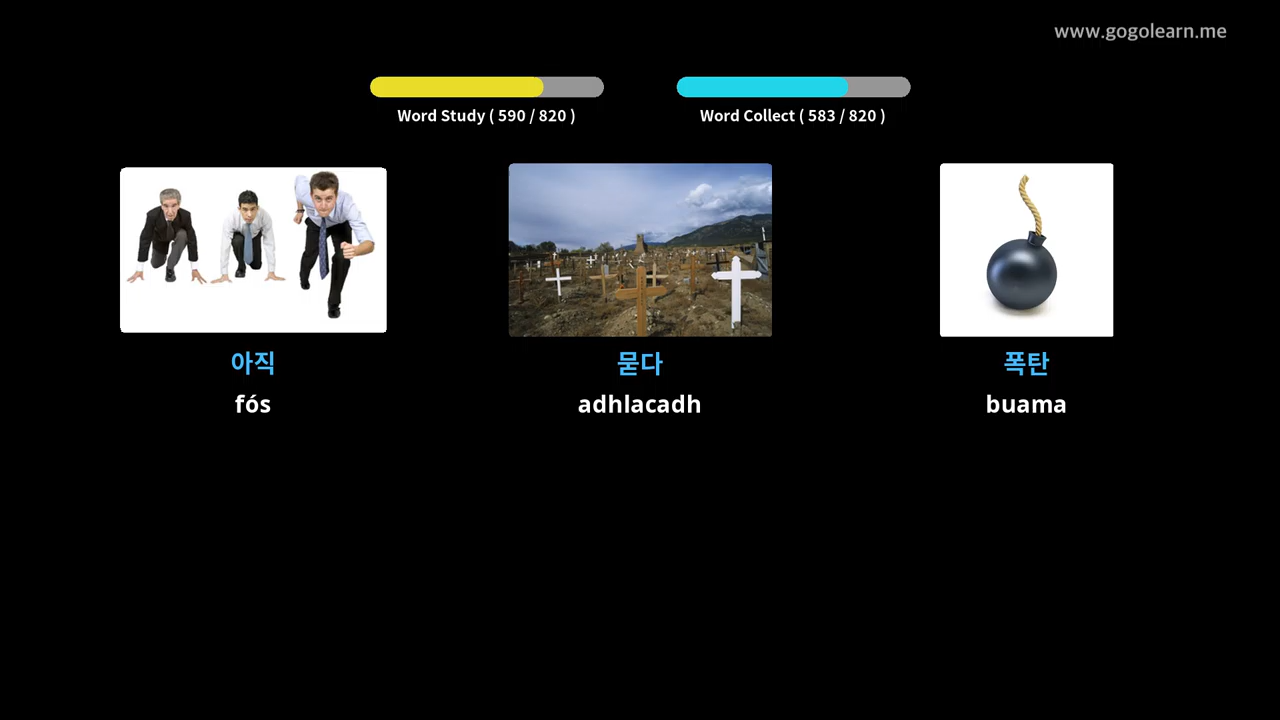 www.gogolearn.me
Word Study ( 590 / 820 )
Word Collect ( 583 / 820 )
아직
fós
묻다
adhlacadh
폭탄
buama